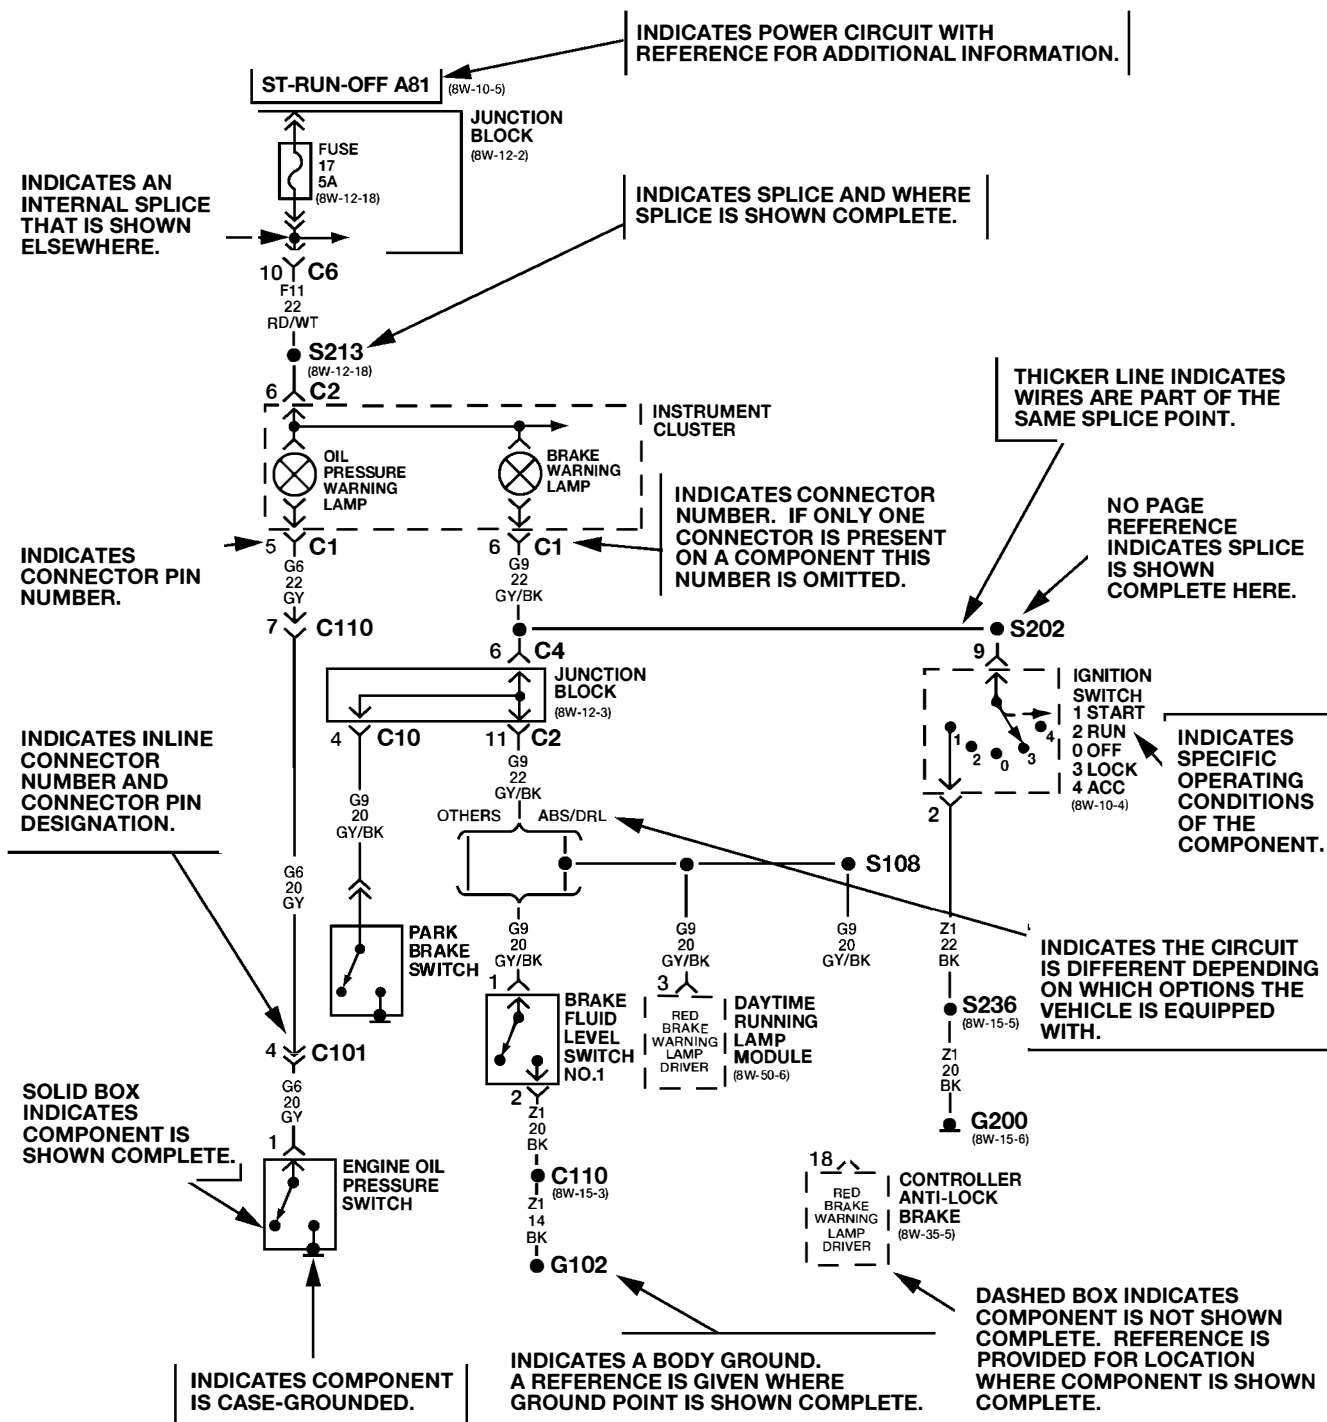 INDICATES POWER CIRCUIT WITH
REFERENCE FOR ADDITIONAL INFORMATION.
ST-RUN-OFF A81
(8W-10-5)
JUNCTION
BLOCK
(8W-12-2)
FUSE
17
5A
(8W-12-18)
INDICATES AN
INTERNAL SPLICE
THAT IS SHOWN
ELSEWHERE.
INDICATES SPLICE AND WHERE
SPLICE IS SHOWN COMPLETE.
10 C6
F11
22
RD/WT
S213
(8W-12-18)
6 C2
INSTRUMENT
CLUSTER
OIL
PRESSURE
WARNING
LAMP
BRAKE
WARNING
LAMP
THICKER LINE INDICATES
WIRES ARE PART OF THE
SAME SPLICE POINT.
INDICATES CONNECTOR
NUMBER. IF ONLY ONE
CONNECTOR IS PRESENT
ON A COMPONENT THIS
NUMBER IS OMITTED.
NO PAGE
REFERENCE
INDICATES SPLICE
IS SHOWN
COMPLETE HERE.
INDICATES
CONNECTOR PIN
NUMBER.
5 C1
G6
22
GY
6 C1
G9
22
GY/BK
7 C110
S202
6 C4
9
JUNCTION
BLOCK
(8W-12-3)
IGNITION
SWITCH
1 START
2 RUN
0 OFF
3 LOCK
4 ACC
(8W-10-4)
1
2
0
3
4
2
INDICATES
SPECIFIC
OPERATING
CONDITIONS
OF THE
COMPONENT.
4 C10
11 C2
INDICATES INLINE
CONNECTOR
NUMBER AND
CONNECTOR PIN
DESIGNATION.
G9
20
GY/BK
G9
22
GY/BK
OTHERS
ABS/DRL
S108
G6
20
GY
PARK
BRAKE
SWITCH
G9
20
GY/BK
G9
20
GY/BK
G9
20
GY/BK
Z1
22
BK
INDICATES THE CIRCUIT
IS DIFFERENT DEPENDING
ON WHICH OPTIONS THE
VEHICLE IS EQUIPPED
WITH.
1
BRAKE
FLUID
LEVEL
SWITCH
NO.1
3
RED
BRAKE
WARNING
LAMP
DRIVER
DAYTIME
RUNNING
LAMP
MODULE
(8W-50-6)
S236
(8W-15-5)
Z1
20
BK
G200
(8W-15-6)
4 C101
G6
20
GY
SOLID BOX
INDICATES
COMPONENT IS
SHOWN COMPLETE.
1
ENGINE OIL
PRESSURE
SWITCH
2
Z1
20
BK
C110
(8W-15-3)
Z1
14
BK
G102
18
RED
BRAKE
WARNING
LAMP
DRIVER
CONTROLLER
ANTI-LOCK
BRAKE
(8W-35-5)
INDICATES COMPONENT
IS CASE-GROUNDED.
INDICATES A BODY GROUND.
A REFERENCE IS GIVEN WHERE
GROUND POINT IS SHOWN COMPLETE.
DASHED BOX INDICATES
COMPONENT IS NOT SHOWN
COMPLETE. REFERENCE IS
PROVIDED FOR LOCATION
WHERE COMPONENT IS SHOWN
COMPLETE.